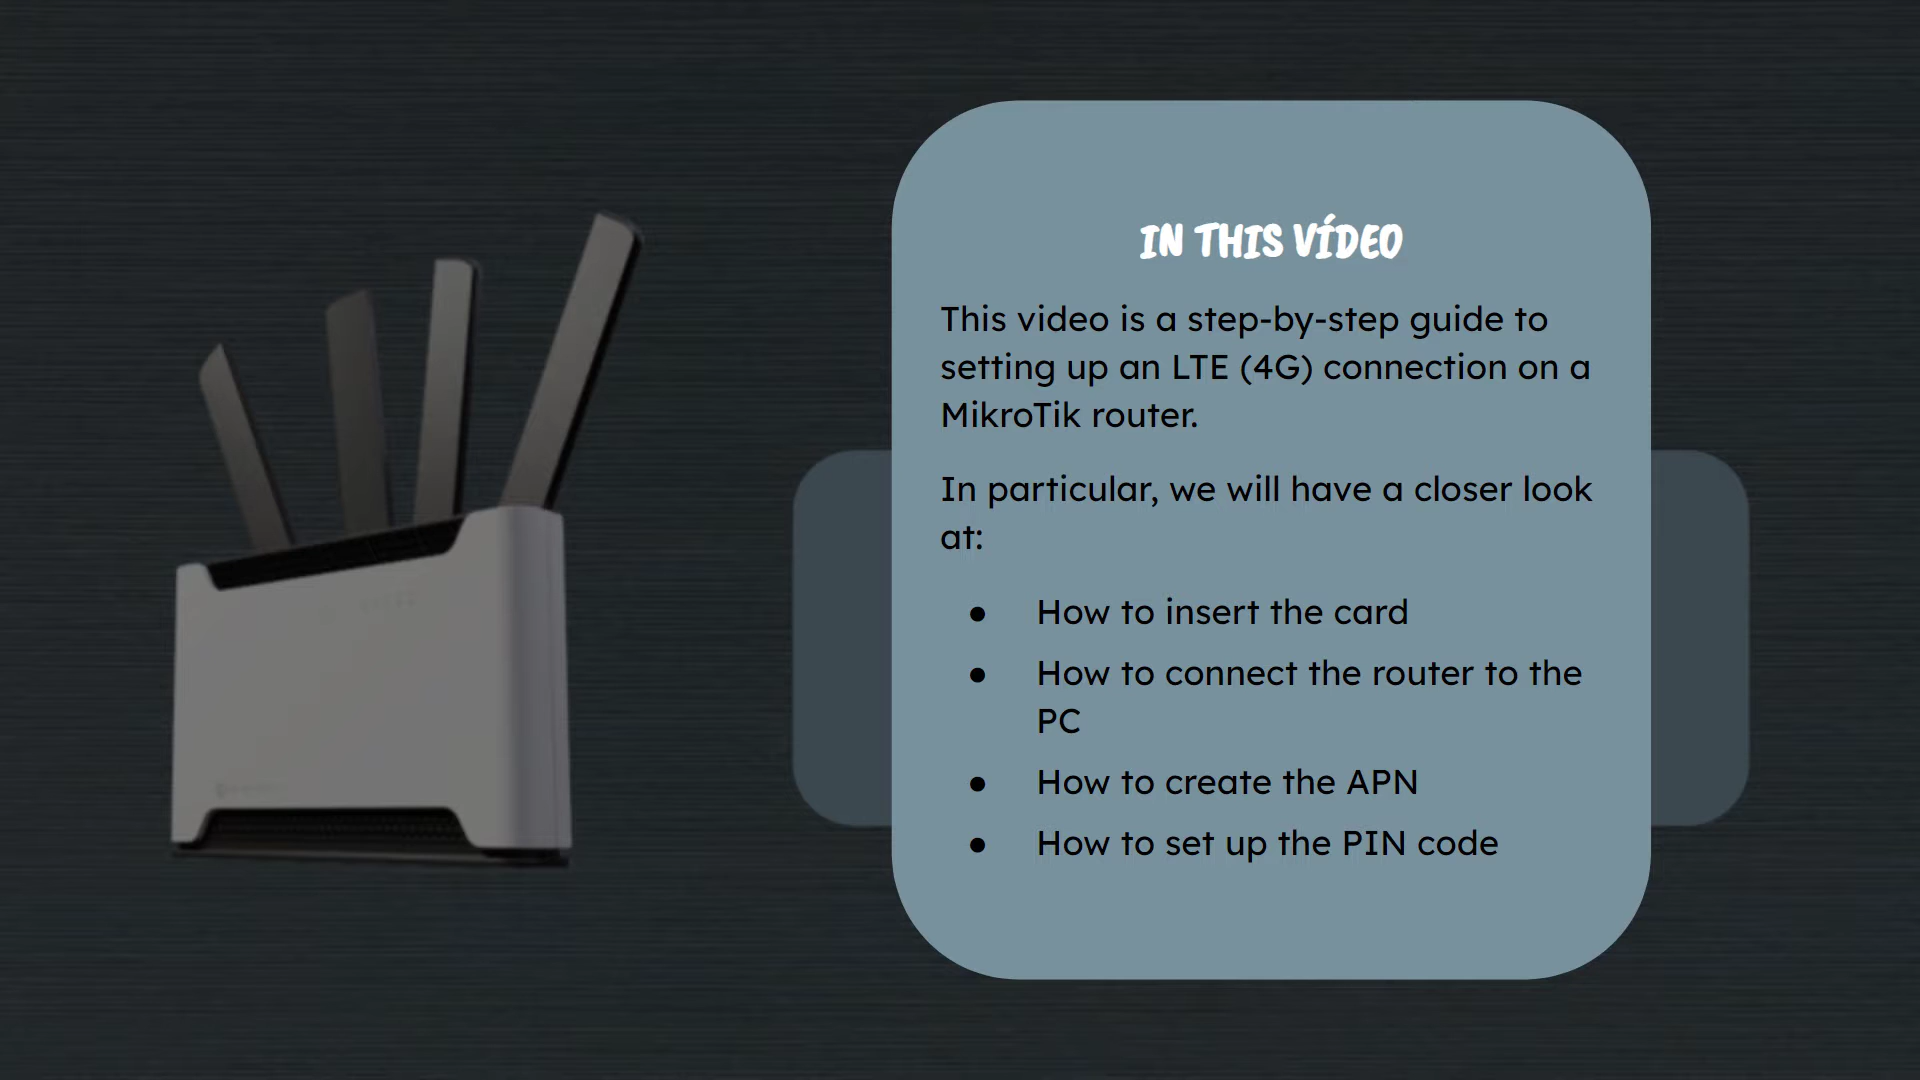 IN THIS VÍDEO
This video is a step-by-step guide to
setting up an LTE (4G) connection on a
MikroTik router.
In particular, we will have a closer look
at:
● How to insert the card
● How to connect the router to the
PC
● How to create the APN
● How to set up the PIN code